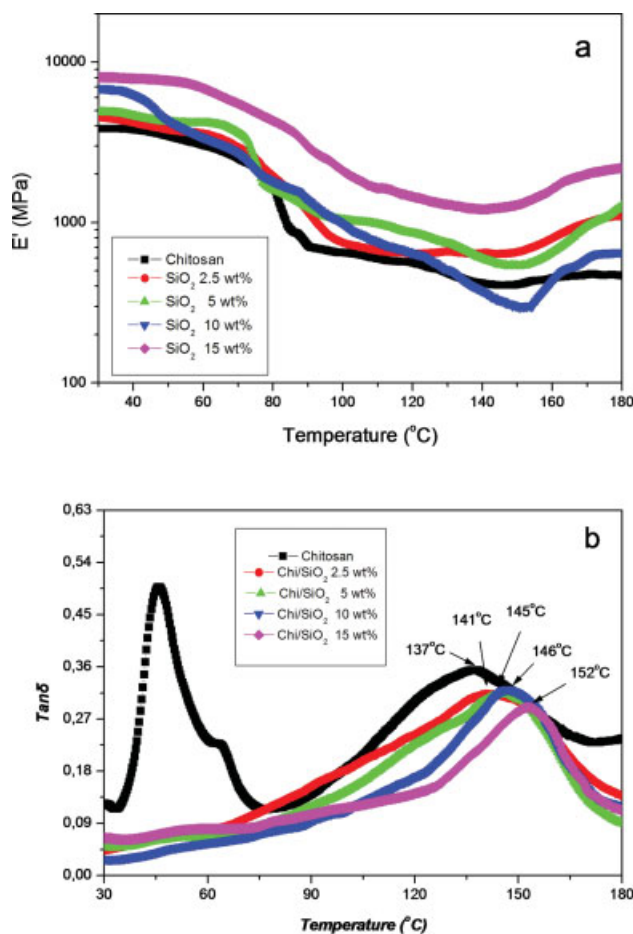 a
10000
1000
100
E' (MPa)
Chitosan
SiO₂ 2.5 wt%
SiO₂ 5 wt%
SiO₂ 10 wt%
SiO₂ 15 wt%
40 60 80 100 120 140 160 180
Temperature (°C)
b
0,63
0,54
0,45
0,36
0,27
0,18
0,09
0,00
Tanδ
Chitosan
Chi/SiO₂ 2.5 wt%
Chi/SiO₂ 5 wt%
Chi/SiO₂ 10 wt%
Chi/SiO₂ 15 wt%
137°C
141°C
145°C
146°C
152°C
30 60 90 120 150 180
Temperature (°C)